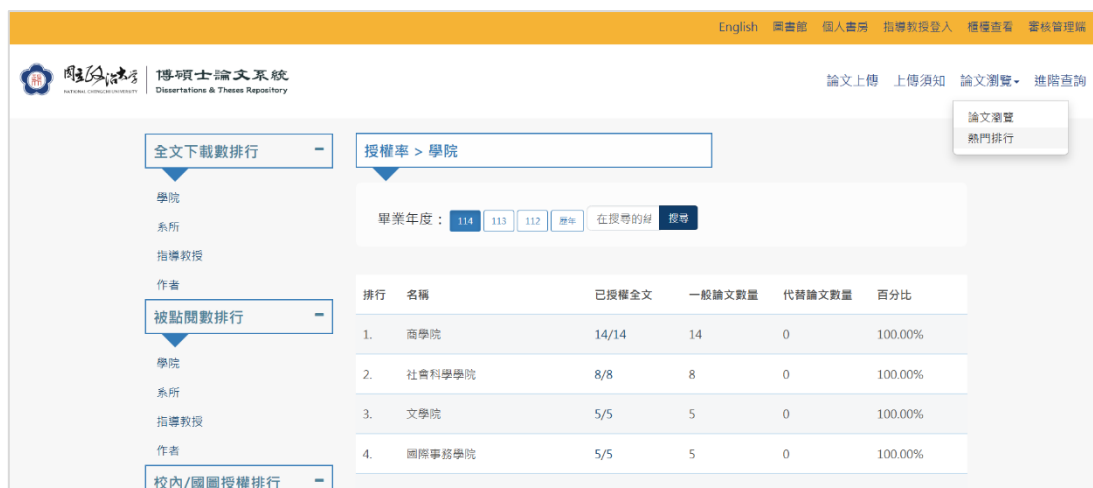 English 圖書館 個人書房 指導教授登入 櫃檯查看 審核管理端
國立政治大學 博碩士論文系統
NATIONAL CHENGCHI UNIVERSITY Dissertations & Theses Repository
論文上傳 上傳須知 論文瀏覽 進階查詢
論文瀏覽
熱門排行
全文下載數排行
學院
系所
指導教授
作者
被點閱數排行
學院
系所
指導教授
作者
校內/國圖授權排行
授權率 > 學院
畢業年度： 114 113 112 歷年 在搜尋的結 搜尋
排行 名稱 已授權全文 一般論文數量 代替論文數量 百分比
1. 商學院 14/14 14 0 100.00%
2. 社會科學學院 8/8 8 0 100.00%
3. 文學院 5/5 5 0 100.00%
4. 國際事務學院 5/5 5 0 100.00%